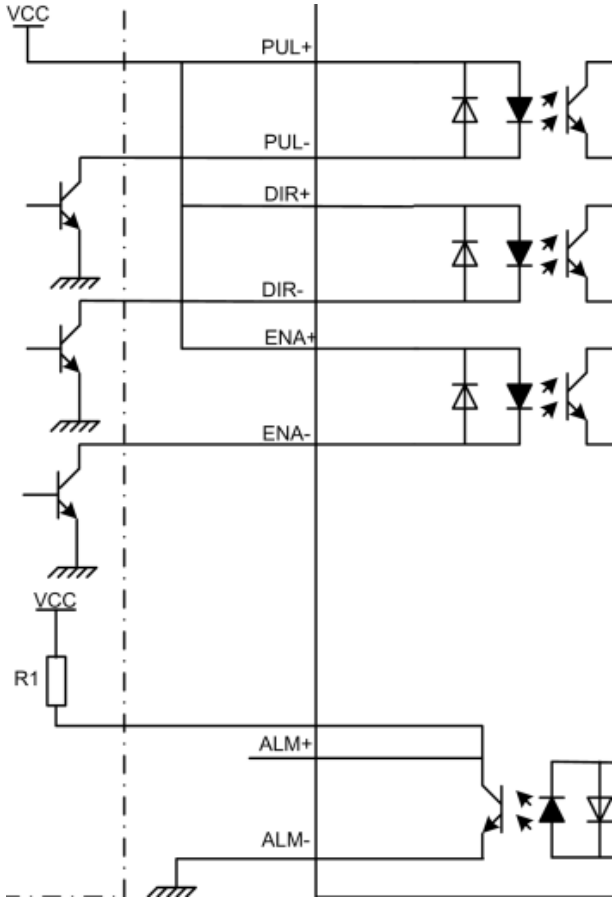 VCC
PUL+
PUL-
DIR+
DIR-
ENA+
ENA-
VCC
R1
ALM+
ALM-